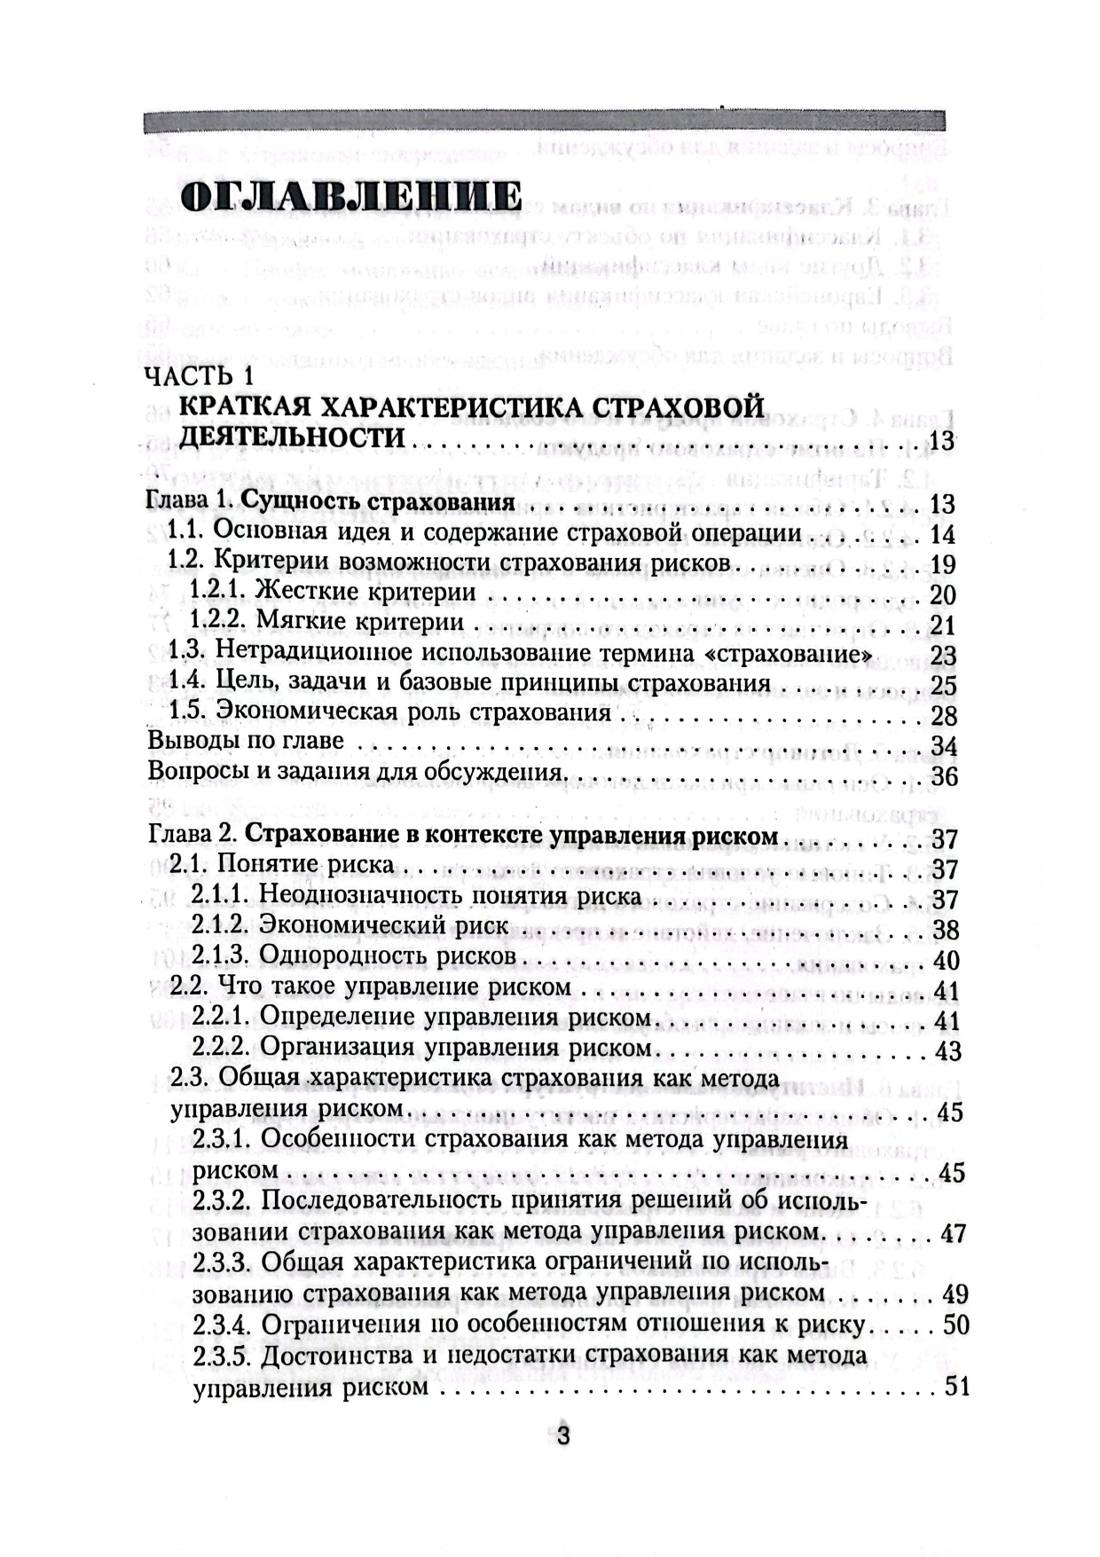 ОГЛАВЛЕНИЕ
ЧАСТЬ 1
КРАТКАЯ ХАРАКТЕРИСТИКА СТРАХОВОЙ
ДЕЯТЕЛЬНОСТИ . . . . . . . . . . . . . . . . . . . . . . . . . . 13
Глава 1. Сущность страхования . . . . . . . . . . . . . . . . . . . . 13
1.1. Основная идея и содержание страховой операции . . . . . . 14
1.2. Критерии возможности страхования рисков . . . . . . . . . . 19
1.2.1. Жесткие критерии . . . . . . . . . . . . . . . . . . . . . . 20
1.2.2. Мягкие критерии . . . . . . . . . . . . . . . . . . . . . . 21
1.3. Нетрадиционное использование термина «страхование» . . 23
1.4. Цель, задачи и базовые принципы страхования . . . . . . . 25
1.5. Экономическая роль страхования . . . . . . . . . . . . . . . 28
Выводы по главе . . . . . . . . . . . . . . . . . . . . . . . . . . . 34
Вопросы и задания для обсуждения. . . . . . . . . . . . . . . . . . 36
Глава 2. Страхование в контексте управления риском . . . . . . . . 37
2.1. Понятие риска . . . . . . . . . . . . . . . . . . . . . . . . . 37
2.1.1. Неоднозначность понятия риска . . . . . . . . . . . . . . 37
2.1.2. Экономический риск . . . . . . . . . . . . . . . . . . . . 38
2.1.3. Однородность рисков . . . . . . . . . . . . . . . . . . . . 40
2.2. Что такое управление риском . . . . . . . . . . . . . . . . . 41
2.2.1. Определение управления риском . . . . . . . . . . . . . . 41
2.2.2. Организация управления риском . . . . . . . . . . . . . . 43
2.3. Общая характеристика страхования как метода
управления риском . . . . . . . . . . . . . . . . . . . . . . . . . 45
2.3.1. Особенности страхования как метода управления
риском . . . . . . . . . . . . . . . . . . . . . . . . . . . . . . . 45
2.3.2. Последовательность принятия решений об исполь-
зовании страхования как метода управления риском. . . . . . 47
2.3.3. Общая характеристика ограничений по исполь-
зованию страхования как метода управления риском . . . . . . . 49
2.3.4. Ограничения по особенностям отношения к риску. . . . . 50
2.3.5. Достоинства и недостатки страхования как метода
управления риском . . . . . . . . . . . . . . . . . . . . . . . . . 51
3